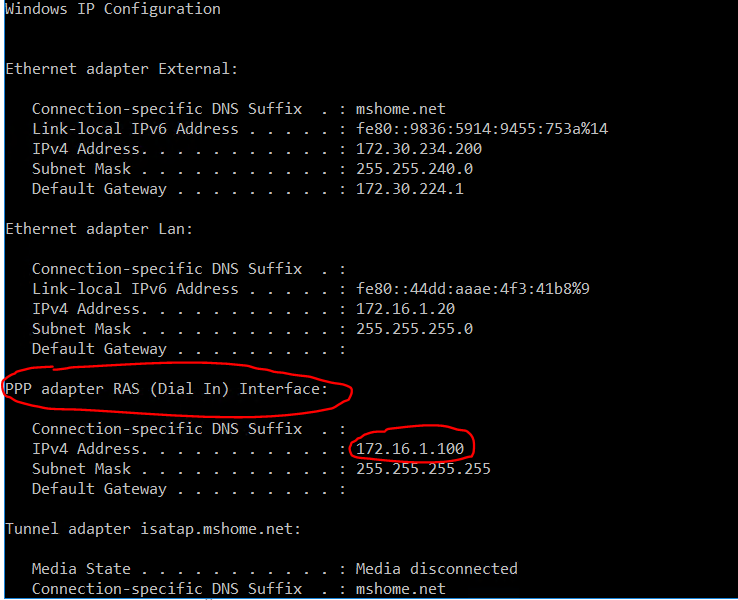 Windows IP Configuration
Ethernet adapter External:
Connection-specific DNS Suffix  . : mshome.net
Link-local IPv6 Address . . . . . : fe80::9836:5914:9455:753a%14
IPv4 Address. . . . . . . . . . . : 172.30.234.200
Subnet Mask . . . . . . . . . . . : 255.255.240.0
Default Gateway . . . . . . . . . : 172.30.224.1
Ethernet adapter Lan:
Connection-specific DNS Suffix  . :
Link-local IPv6 Address . . . . . : fe80::44dd:aaae:4f3:41b8%9
IPv4 Address. . . . . . . . . . . : 172.16.1.20
Subnet Mask . . . . . . . . . . . : 255.255.255.0
Default Gateway . . . . . . . . . :
PPP adapter RAS (Dial In) Interface:
Connection-specific DNS Suffix  . :
IPv4 Address. . . . . . . . . . . : 172.16.1.100
Subnet Mask . . . . . . . . . . . : 255.255.255.255
Default Gateway . . . . . . . . . :
Tunnel adapter isatap.mshome.net:
Media State . . . . . . . . . . . : Media disconnected
Connection-specific DNS Suffix  . : mshome.net